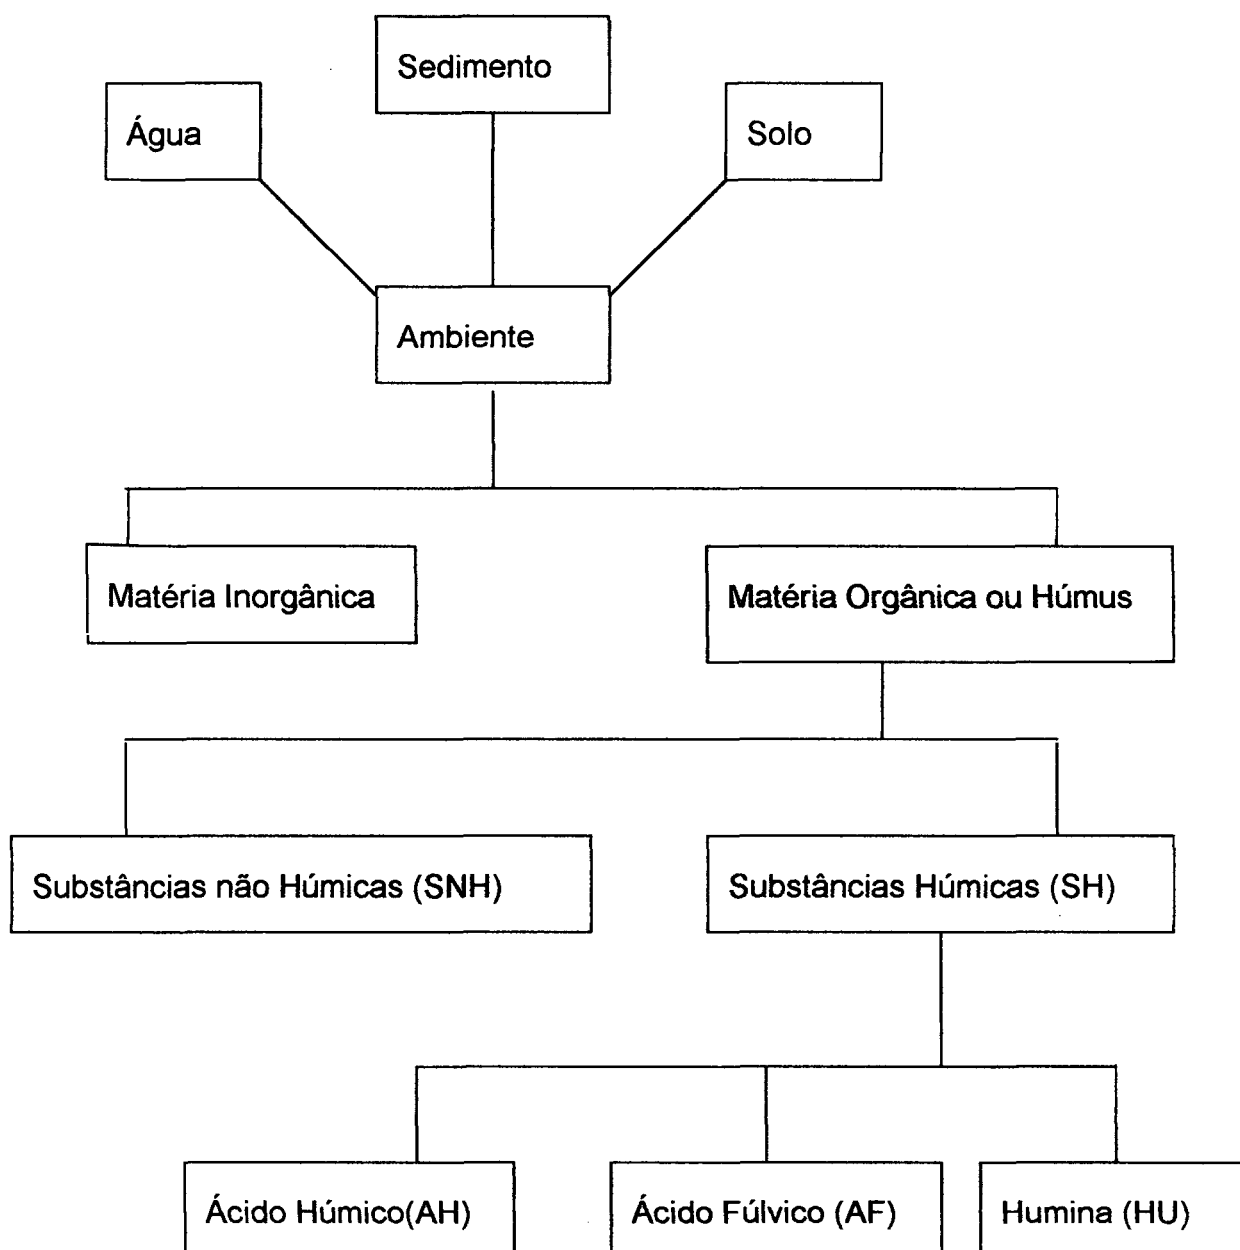 Sedimento
Água
Solo
Ambiente
Matéria Inorgânica
Matéria Orgânica ou Húmus
Substâncias não Húmicas (SNH)
Substâncias Húmicas (SH)
Ácido Húmico(AH)
Ácido Fúlvico (AF)
Humina (HU)